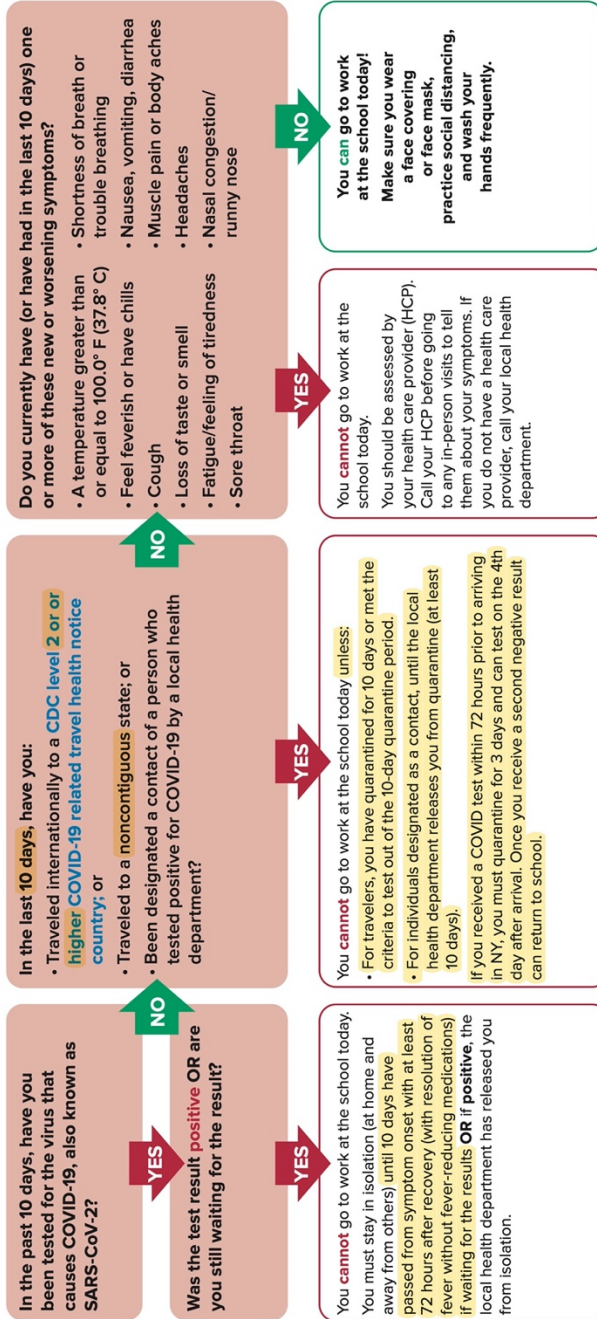 In the past 10 days, have you
been tested for the virus that
causes COVID-19, also known as
SARS-CoV-2?
YES
NO
Was the test result positive OR are
you still waiting for the result?
YES
You cannot go to work at the school today.
You must stay in isolation (at home and
away from others) until 10 days have
passed from symptom onset with at least
72 hours after recovery (with resolution of
fever without fever-reducing medications)
if waiting for the results OR if positive, the
local health department has released you
from isolation.
In the last 10 days, have you:
• Traveled internationally to a CDC level 2 or or
higher COVID-19 related travel health notice
country; or
• Traveled to a noncontiguous state; or
• Been designated a contact of a person who
tested positive for COVID-19 by a local health
department?
NO
YES
You cannot go to work at the school today unless:
• For travelers, you have quarantined for 10 days or met the
criteria to test out of the 10-day quarantine period.
• For individuals designated as a contact, until the local
health department releases you from quarantine (at least
10 days).
If you received a COVID test within 72 hours prior to arriving
in NY, you must quarantine for 3 days and can test on the 4th
day after arrival. Once you receive a second negative result
can return to school.
Do you currently have (or have had in the last 10 days) one
or more of these new or worsening symptoms?
• A temperature greater than
or equal to 100.0° F (37.8° C)
• Feel feverish or have chills
• Cough
• Loss of taste or smell
• Fatigue/feeling of tiredness
• Sore throat
• Shortness of breath or
trouble breathing
• Nausea, vomiting, diarrhea
• Muscle pain or body aches
• Headaches
• Nasal congestion/
runny nose
YES
You cannot go to work at the
school today.
You should be assessed by
your health care provider (HCP).
Call your HCP before going
to any in-person visits to tell
them about your symptoms. If
you do not have a health care
provider, call your local health
department.
NO
You can go to work
at the school today!
Make sure you wear
a face covering
or face mask,
practice social distancing,
and wash your
hands frequently.